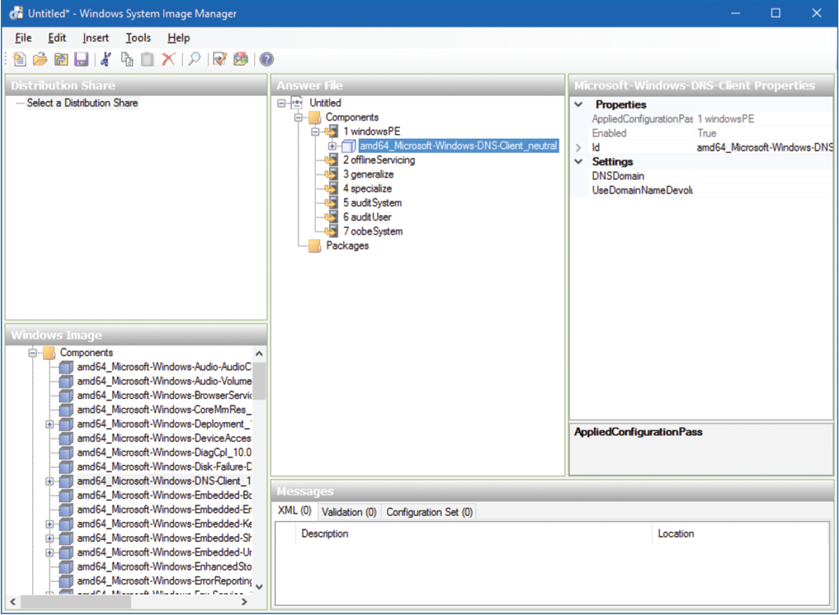 Untitled* - Windows System Image Manager
File Edit Insert Tools Help
Distribution Share
Select a Distribution Share
Windows Image
Components
amd64_Microsoft-Windows-Audio-AudioC
amd64_Microsoft-Windows-Audio-Volume
amd64_Microsoft-Windows-BrowserServic
amd64_Microsoft-Windows-CoreMmRes_
amd64_Microsoft-Windows-Deployment_
amd64_Microsoft-Windows-DeviceAcces
amd64_Microsoft-Windows-DiagCpl_10.0
amd64_Microsoft-Windows-Disk-Failure-D
amd64_Microsoft-Windows-DNS-Client_1
amd64_Microsoft-Windows-Embedded-Bo
amd64_Microsoft-Windows-Embedded-Er
amd64_Microsoft-Windows-Embedded-Ke
amd64_Microsoft-Windows-Embedded-Sh
amd64_Microsoft-Windows-Embedded-Ur
amd64_Microsoft-Windows-EnhancedSto
amd64_Microsoft-Windows-ErrorReporting
Answer File
Untitled
Components
1 windowsPE
amd64_Microsoft-Windows-DNS-Client_neutral
2 offlineServicing
3 generalize
4 specialize
5 auditSystem
6 auditUser
7 oobeSystem
Packages
Microsoft-Windows-DNS-Client Properties
Properties
AppliedConfigurationPas 1 windowsPE
Enabled True
Id amd64_Microsoft-Windows-DNS
Settings
DNSDomain
UseDomainNameDevolu
AppliedConfigurationPass
Messages
XML (0) Validation (0) Configuration Set (0)
Description Location